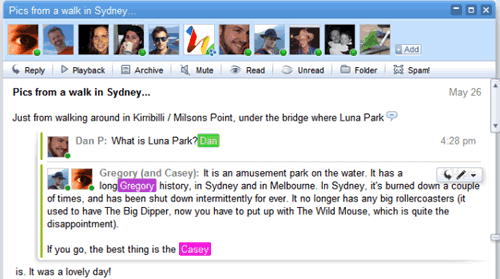 Pics from a walk in Sydney...
Add
Reply Playback Archive Mute Read Unread Folder Spam!
Pics from a walk in Sydney... May 26
Just from walking around in Kirribilli / Milsons Point, under the bridge where Luna Park
Dan P: What is Luna Park? Dan 4:28 pm
Gregory (and Casey): It is an amusement park on the water. It has a
long Gregory history, in Sydney and in Melbourne. In Sydney, it's burned down a couple
of times, and has been shut down intermittently for ever. It no longer has any big rollercoasters (it
used to have The Big Dipper, now you have to put up with The Wild Mouse, which is quite the
disappointment).
If you go, the best thing is the Casey
is. It was a lovely day!